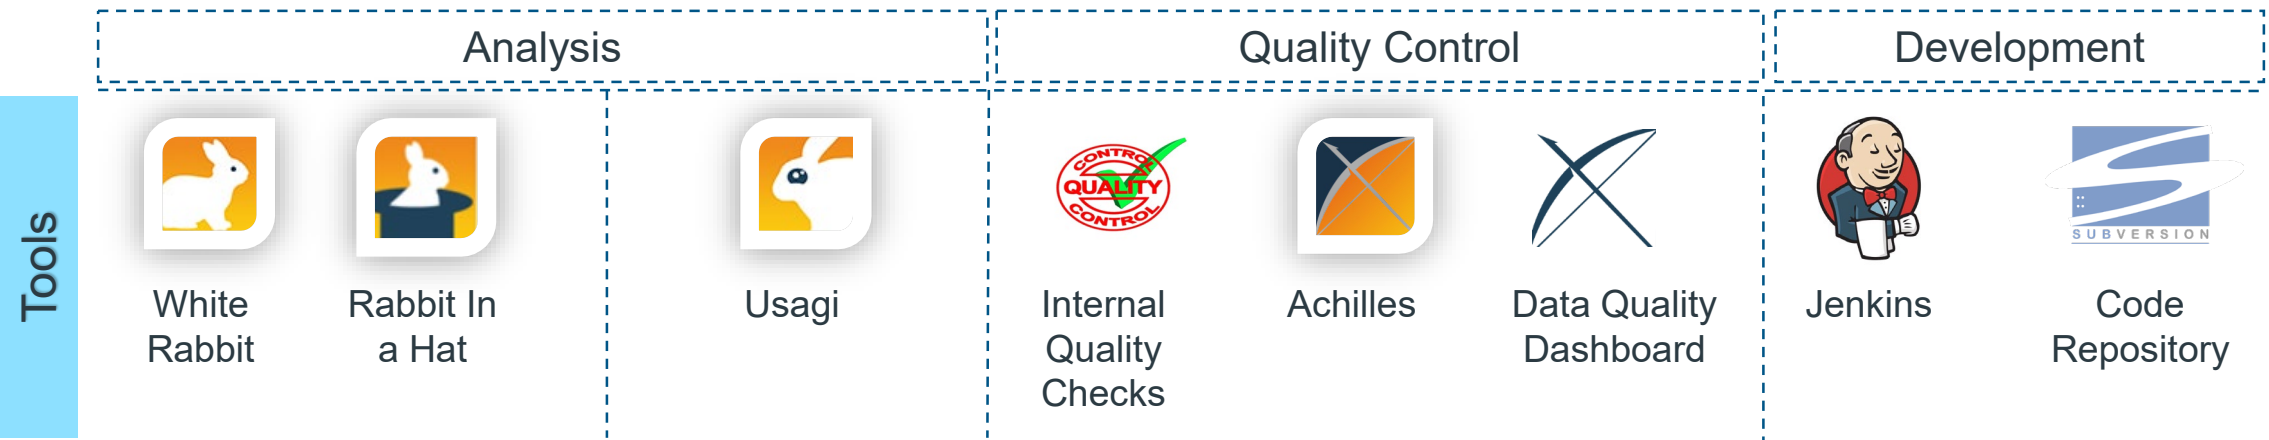 Analysis
Quality Control
Development
Tools
CONTROL
QUALITY
CONTROL
SUBVERSION
White
Rabbit
Rabbit In
a Hat
Usagi
Internal
Quality
Checks
Achilles
Data Quality
Dashboard
Jenkins
Code
Repository